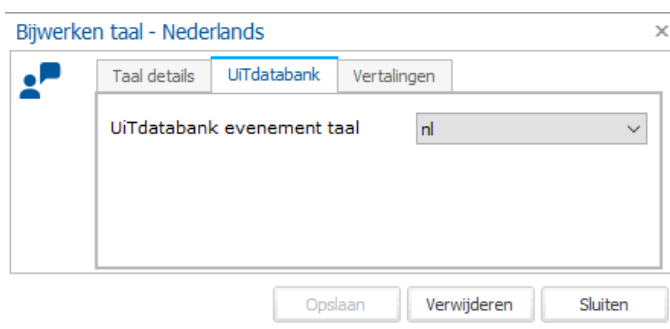 Bijwerken taal - Nederlands
Taal details UiTdatabank Vertalingen
UiTdatabank evenement taal nl
Opslaan Verwijderen Sluiten